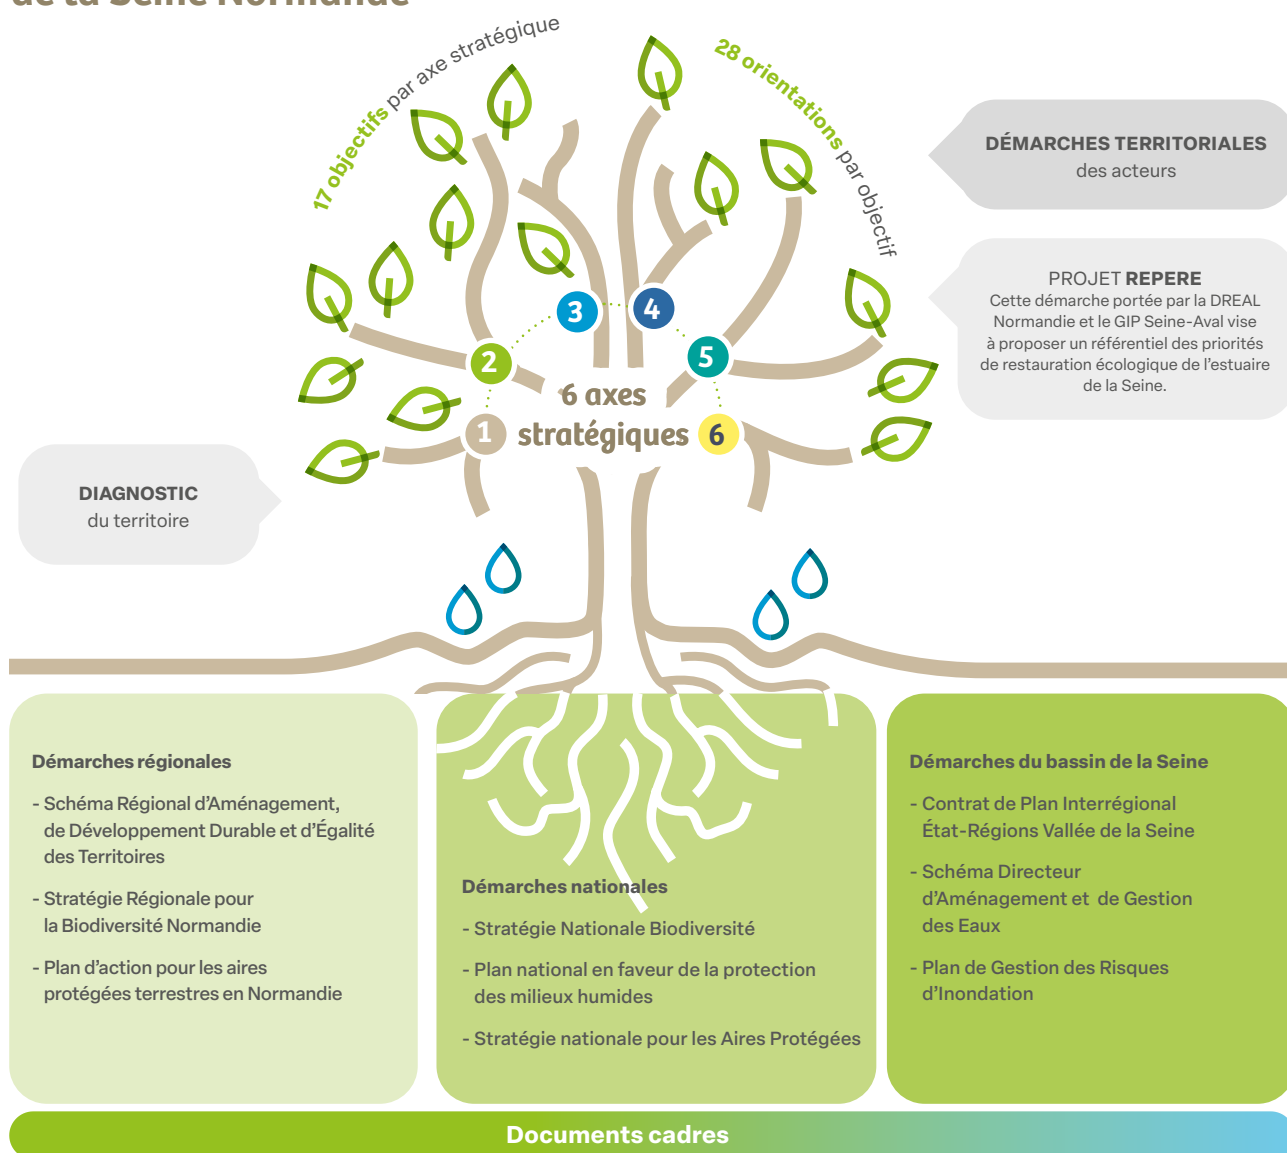 de la Seine Normande
17 objectifs par axe stratégique
28 orientations par objectif
DÉMARCHES TERRITORIALES
des acteurs
PROJET REPERE
Cette démarche portée par la DREAL
Normandie et le GIP Seine-Aval vise
à proposer un référentiel des priorités
de restauration écologique de l'estuaire
de la Seine.
3
4
2
5
6 axes
stratégiques
1
6
DIAGNOSTIC
du territoire
Démarches régionales
- Schéma Régional d'Aménagement,
de Développement Durable et d'Égalité
des Territoires
- Stratégie Régionale pour
la Biodiversité Normandie
- Plan d'action pour les aires
protégées terrestres en Normandie
Démarches nationales
- Stratégie Nationale Biodiversité
- Plan national en faveur de la protection
des milieux humides
- Stratégie nationale pour les Aires Protégées
Démarches du bassin de la Seine
- Contrat de Plan Interrégional
État-Régions Vallée de la Seine
- Schéma Directeur
d'Aménagement et de Gestion
des Eaux
- Plan de Gestion des Risques
d'Inondation
Documents cadres